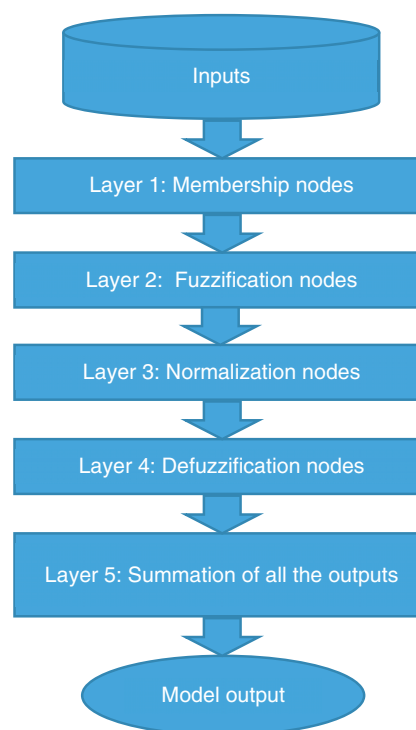 Inputs
Layer 1: Membership nodes
Layer 2:  Fuzzification nodes
Layer 3: Normalization nodes
Layer 4: Defuzzification nodes
Layer 5: Summation of all the outputs
Model output